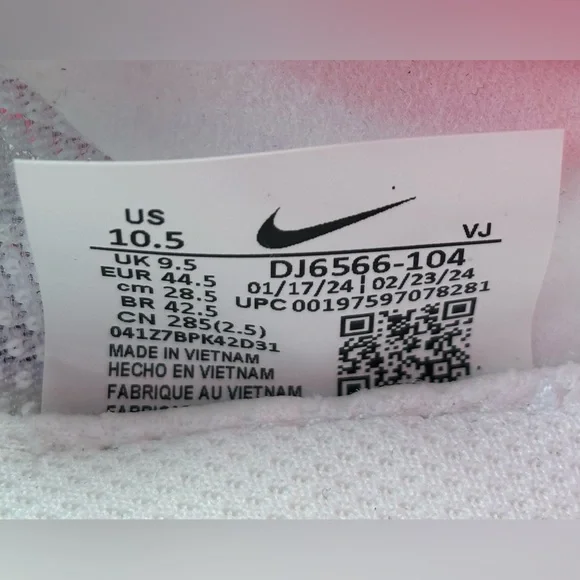 US
10.5
VJ
UK 9.5
EUR 44.5
cm 28.5
BR 42.5
CN 285(2.5)
041Z7BPK42D31
DJ6566-104
01/17/24 | 02/23/24
UPC 00197597078281
MADE IN VIETNAM
HECHO EN VIETNAM
FABRIQUE AU VIETNAM